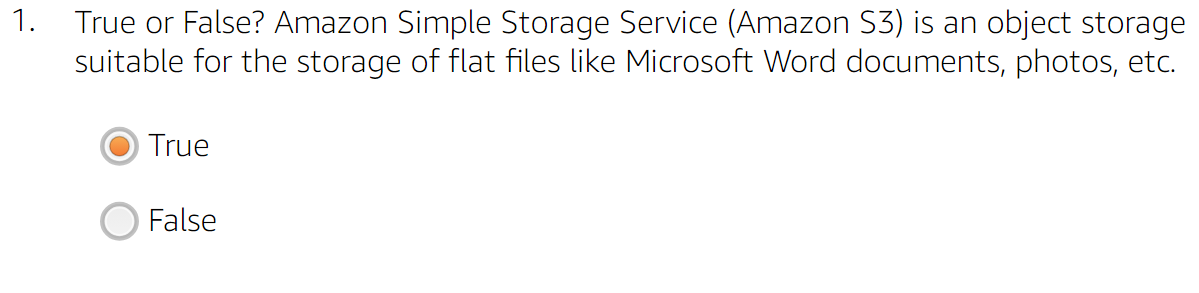 1. True or False? Amazon Simple Storage Service (Amazon S3) is an object storage
suitable for the storage of flat files like Microsoft Word documents, photos, etc.
True
False